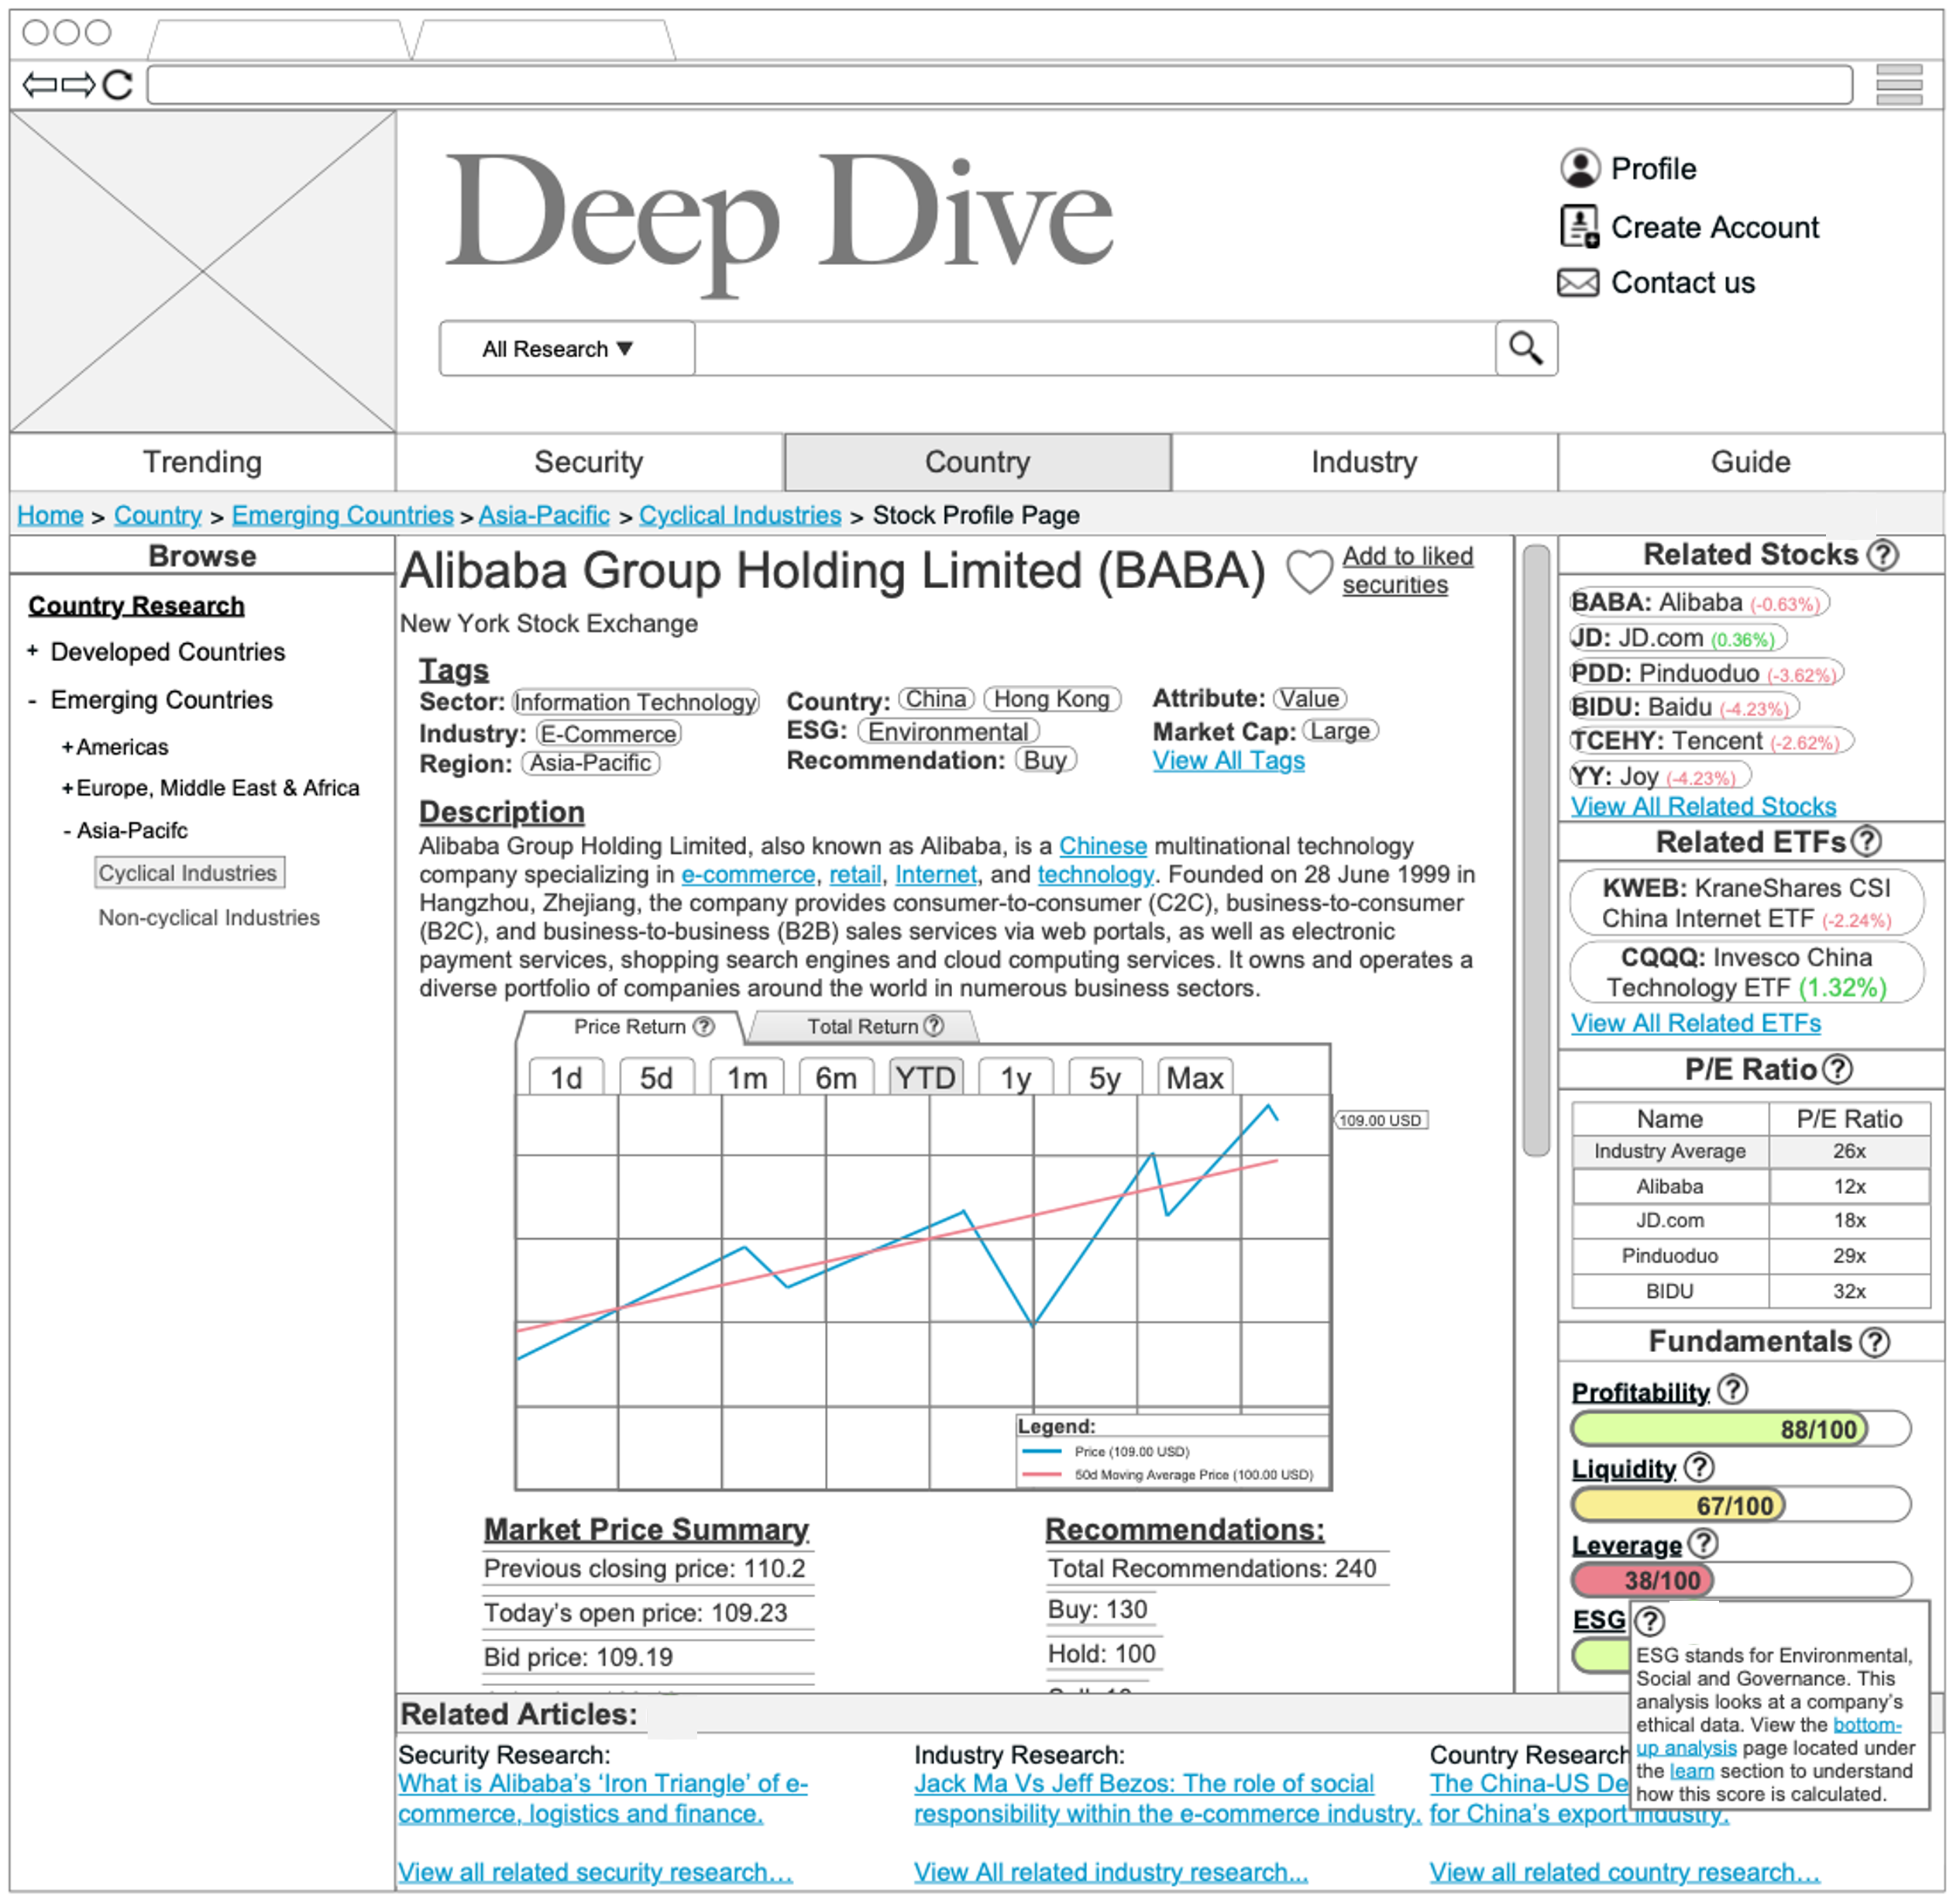 Deep Dive
Profile
Create Account
Contact us
All Research ▼
Trending
Security
Country
Industry
Guide
Home > Country > Emerging Countries > Asia-Pacific > Cyclical Industries > Stock Profile Page
Browse
Country Research
+ Developed Countries
- Emerging Countries
+Americas
+Europe, Middle East & Africa
- Asia-Pacifc
Cyclical Industries
Non-cyclical Industries
Alibaba Group Holding Limited (BABA)
Add to liked
securities
New York Stock Exchange
Tags
Sector: Information Technology
Industry: E-Commerce
Region: Asia-Pacific
Country: China Hong Kong
ESG: Environmental
Recommendation: Buy
Attribute: Value
Market Cap: Large
View All Tags
Description
Alibaba Group Holding Limited, also known as Alibaba, is a Chinese multinational technology
company specializing in e-commerce, retail, Internet, and technology. Founded on 28 June 1999 in
Hangzhou, Zhejiang, the company provides consumer-to-consumer (C2C), business-to-consumer
(B2C), and business-to-business (B2B) sales services via web portals, as well as electronic
payment services, shopping search engines and cloud computing services. It owns and operates a
diverse portfolio of companies around the world in numerous business sectors.
Price Return ?
Total Return ?
1d 5d 1m 6m YTD 1y 5y Max
109.00 USD
Legend:
Price (109.00 USD)
50d Moving Average Price (100.00 USD)
Market Price Summary
Previous closing price: 110.2
Today's open price: 109.23
Bid price: 109.19
Recommendations:
Total Recommendations: 240
Buy: 130
Hold: 100
Related Stocks ?
BABA: Alibaba (-0.63%)
JD: JD.com (0.36%)
PDD: Pinduoduo (-3.62%)
BIDU: Baidu (-4.23%)
TCEHY: Tencent (-2.62%)
YY: Joy (-4.23%)
View All Related Stocks
Related ETFs ?
KWEB: KraneShares CSI
China Internet ETF (-2.24%)
CQQQ: Invesco China
Technology ETF (1.32%)
View All Related ETFs
P/E Ratio ?
Name P/E Ratio
Industry Average 26x
Alibaba 12x
JD.com 18x
Pinduoduo 29x
BIDU 32x
Fundamentals ?
Profitability ?
88/100
Liquidity ?
67/100
Leverage ?
38/100
ESG ?
ESG stands for Environmental,
Social and Governance. This
analysis looks at a company's
ethical data. View the bottom-
up analysis page located under
the learn section to understand
how this score is calculated.
Related Articles:
Security Research:
What is Alibaba's ‘Iron Triangle’ of e-
commerce, logistics and finance.
View all related security research…
Industry Research:
Jack Ma Vs Jeff Bezos: The role of social
responsibility within the e-commerce industry.
View All related industry research...
Country Research
The China-US De
for China's export industry.
View all related country research…